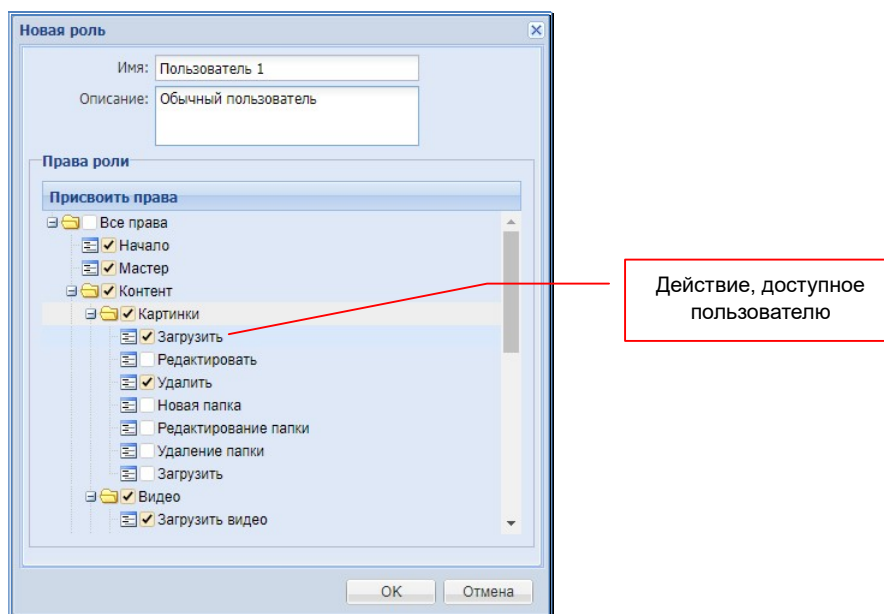 Новая роль
Имя: Пользователь 1
Описание: Обычный пользователь
Права роли
Присвоить права
Все права
Начало
Мастер
Контент
Картинки
Загрузить
Редактировать
Удалить
Новая папка
Редактирование папки
Удаление папки
Загрузить
Видео
Загрузить видео
OK Отмена
Действие, доступное
пользователю